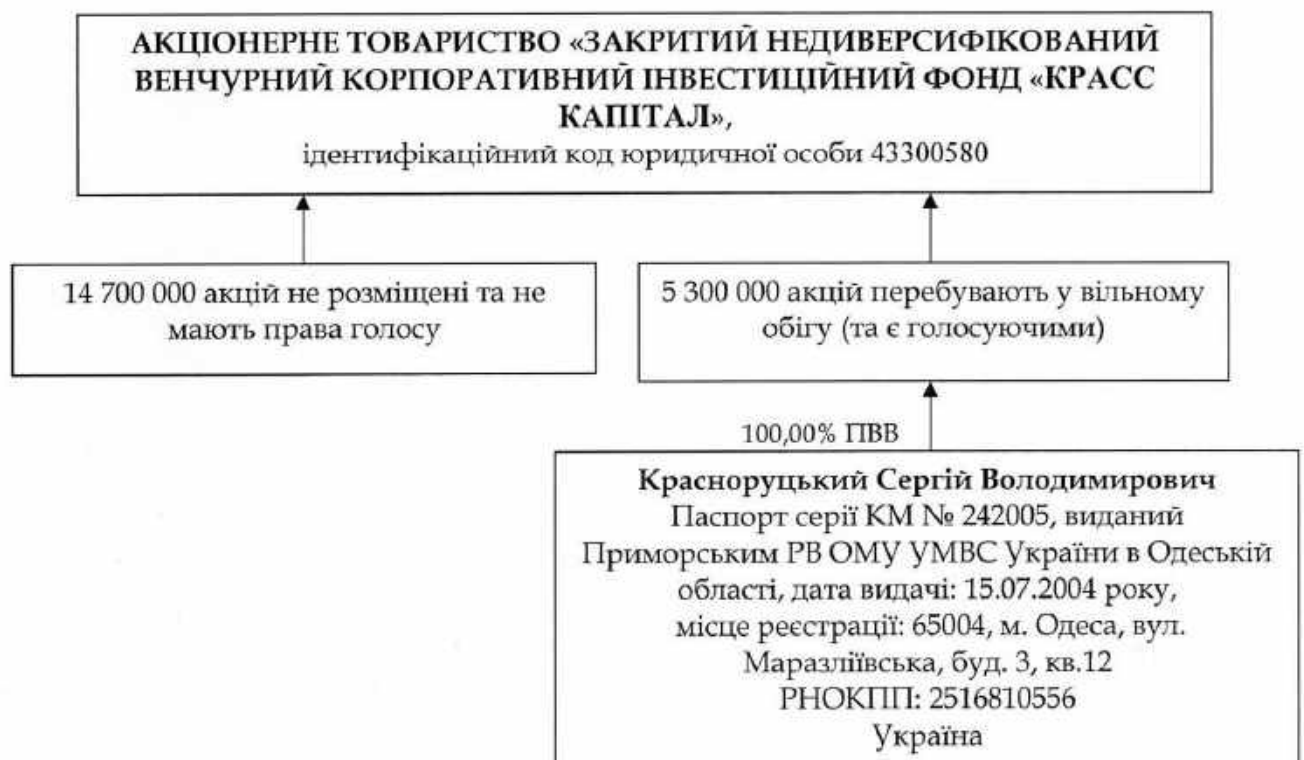 АКЦІОНЕРНЕ ТОВАРИСТВО «ЗАКРИТИЙ НЕДИВЕРСИФІКОВАНИЙ
ВЕНЧУРНИЙ КОРПОРАТИВНИЙ ІНВЕСТИЦІЙНИЙ ФОНД «КРАСС
КАПІТАЛ»,
ідентифікаційний код юридичної особи 43300580
14 700 000 акцій не розміщені та не
мають права голосу
5 300 000 акцій перебувають у вільному
обігу (та є голосуючими)
100,00% ПВВ
Красноруцький Сергій Володимирович
Паспорт серії КМ № 242005, виданий
Приморським РВ ОМУ УМВС України в Одеській
області, дата видачі: 15.07.2004 року,
місце реєстрації: 65004, м. Одеса, вул.
Маразліївська, буд. 3, кв.12
РНОКПП: 2516810556
Україна